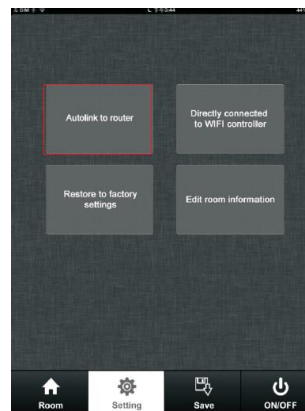 Autolink to router
Directly connected
to WIFI controller
Restore to factory
settings
Edit room information
Room
Setting
Save
ON/OFF